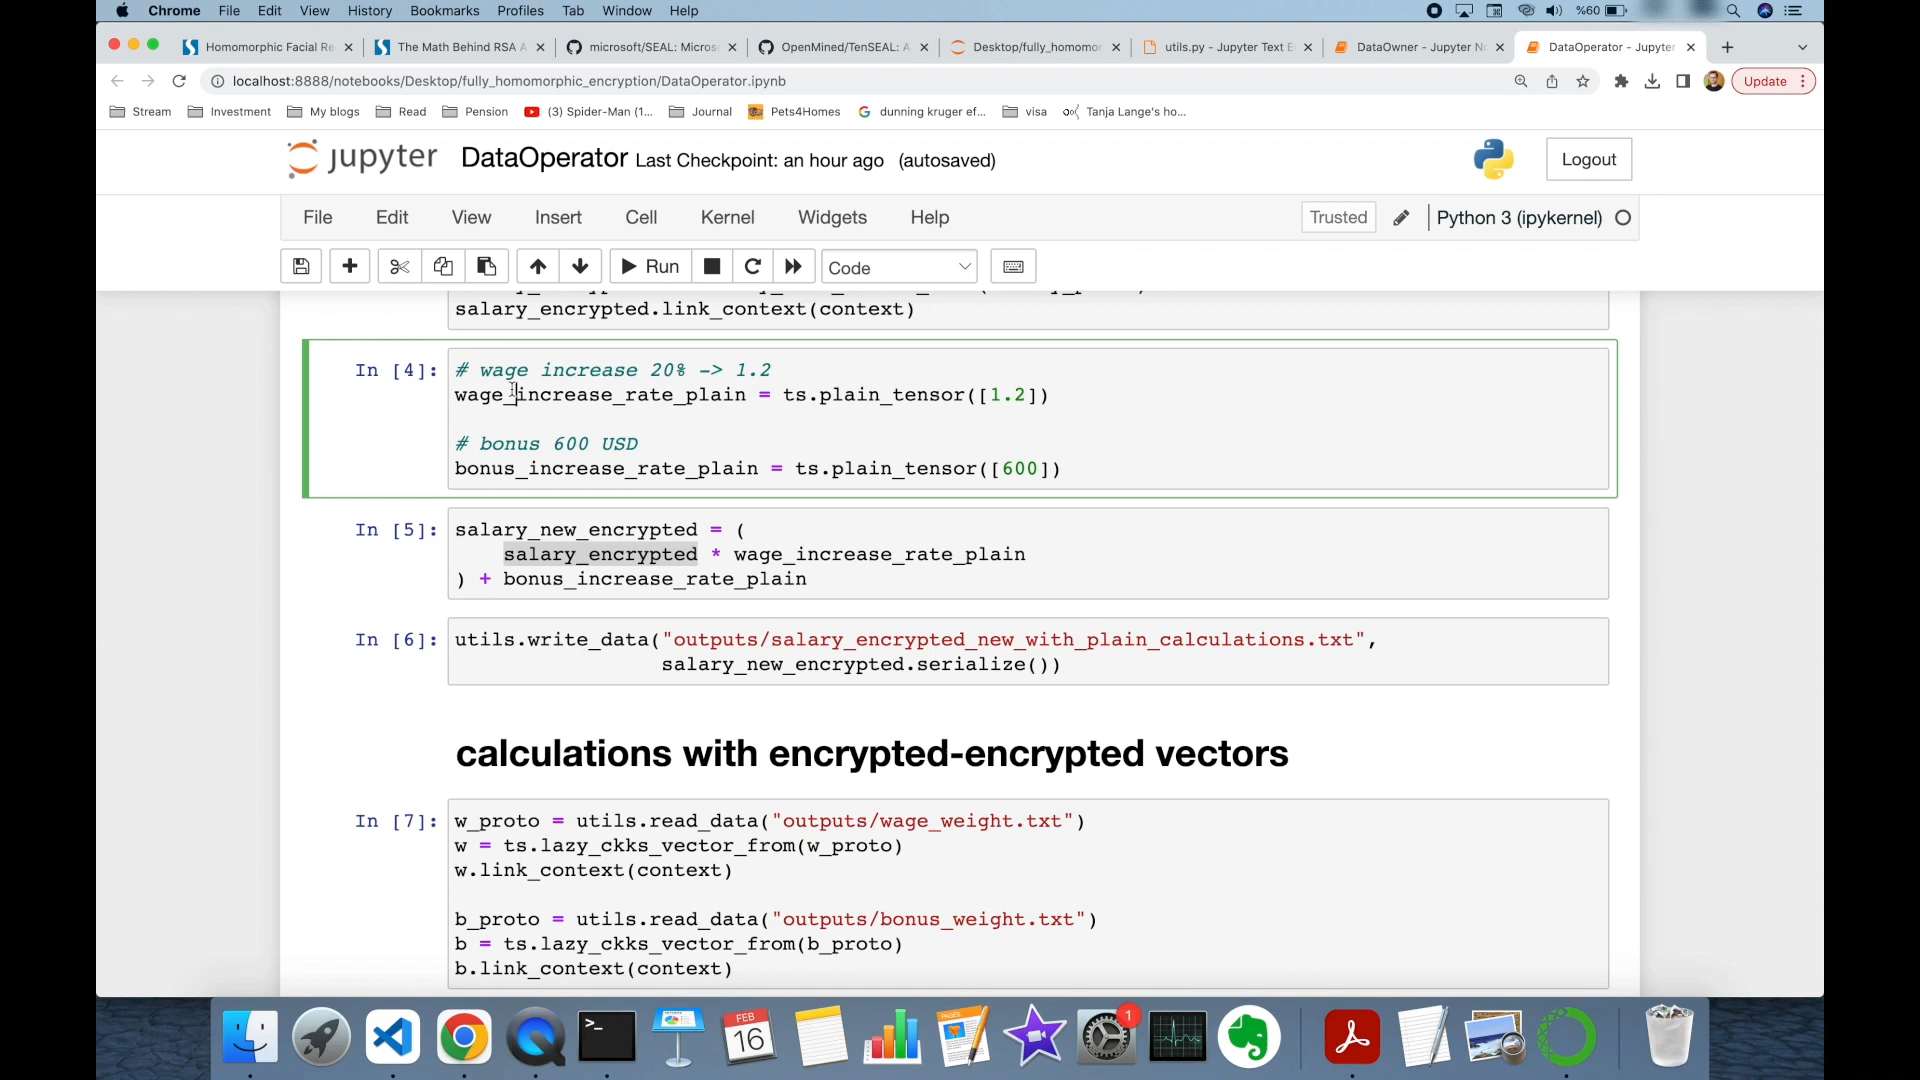 Chrome File Edit View History Bookmarks Profiles Tab Window Help %60
Homomorphic Facial Re
The Math Behind RSA A
microsoft/SEAL: Micros
OpenMined/TenSEAL: A
Desktop/fully_homomor
utils.py - Jupyter Text E
DataOwner - Jupyter N
DataOperator - Jupyter
localhost:8888/notebooks/Desktop/fully_homomorphic_encryption/DataOperator.ipynb
Update
Stream Investment My blogs Read Pension (3) Spider-Man (1... Journal Pets4Homes dunning kruger ef... visa Tanja Lange's ho...
jupyter DataOperator Last Checkpoint: an hour ago (autosaved)
Logout
File Edit View Insert Cell Kernel Widgets Help
Trusted Python 3 (ipykernel)
Run Code
salary_encrypted.link_context(context)
In [4]: # wage increase 20% -> 1.2
wage_increase_rate_plain = ts.plain_tensor([1.2])
# bonus 600 USD
bonus_increase_rate_plain = ts.plain_tensor([600])
In [5]: salary_new_encrypted = (
salary_encrypted * wage_increase_rate_plain
) + bonus_increase_rate_plain
In [6]: utils.write_data("outputs/salary_encrypted_new_with_plain_calculations.txt",
salary_new_encrypted.serialize())
calculations with encrypted-encrypted vectors
In [7]: w_proto = utils.read_data("outputs/wage_weight.txt")
w = ts.lazy_ckks_vector_from(w_proto)
w.link_context(context)
b_proto = utils.read_data("outputs/bonus_weight.txt")
b = ts.lazy_ckks_vector_from(b_proto)
b.link_context(context)
FEB
16
PAGES
1